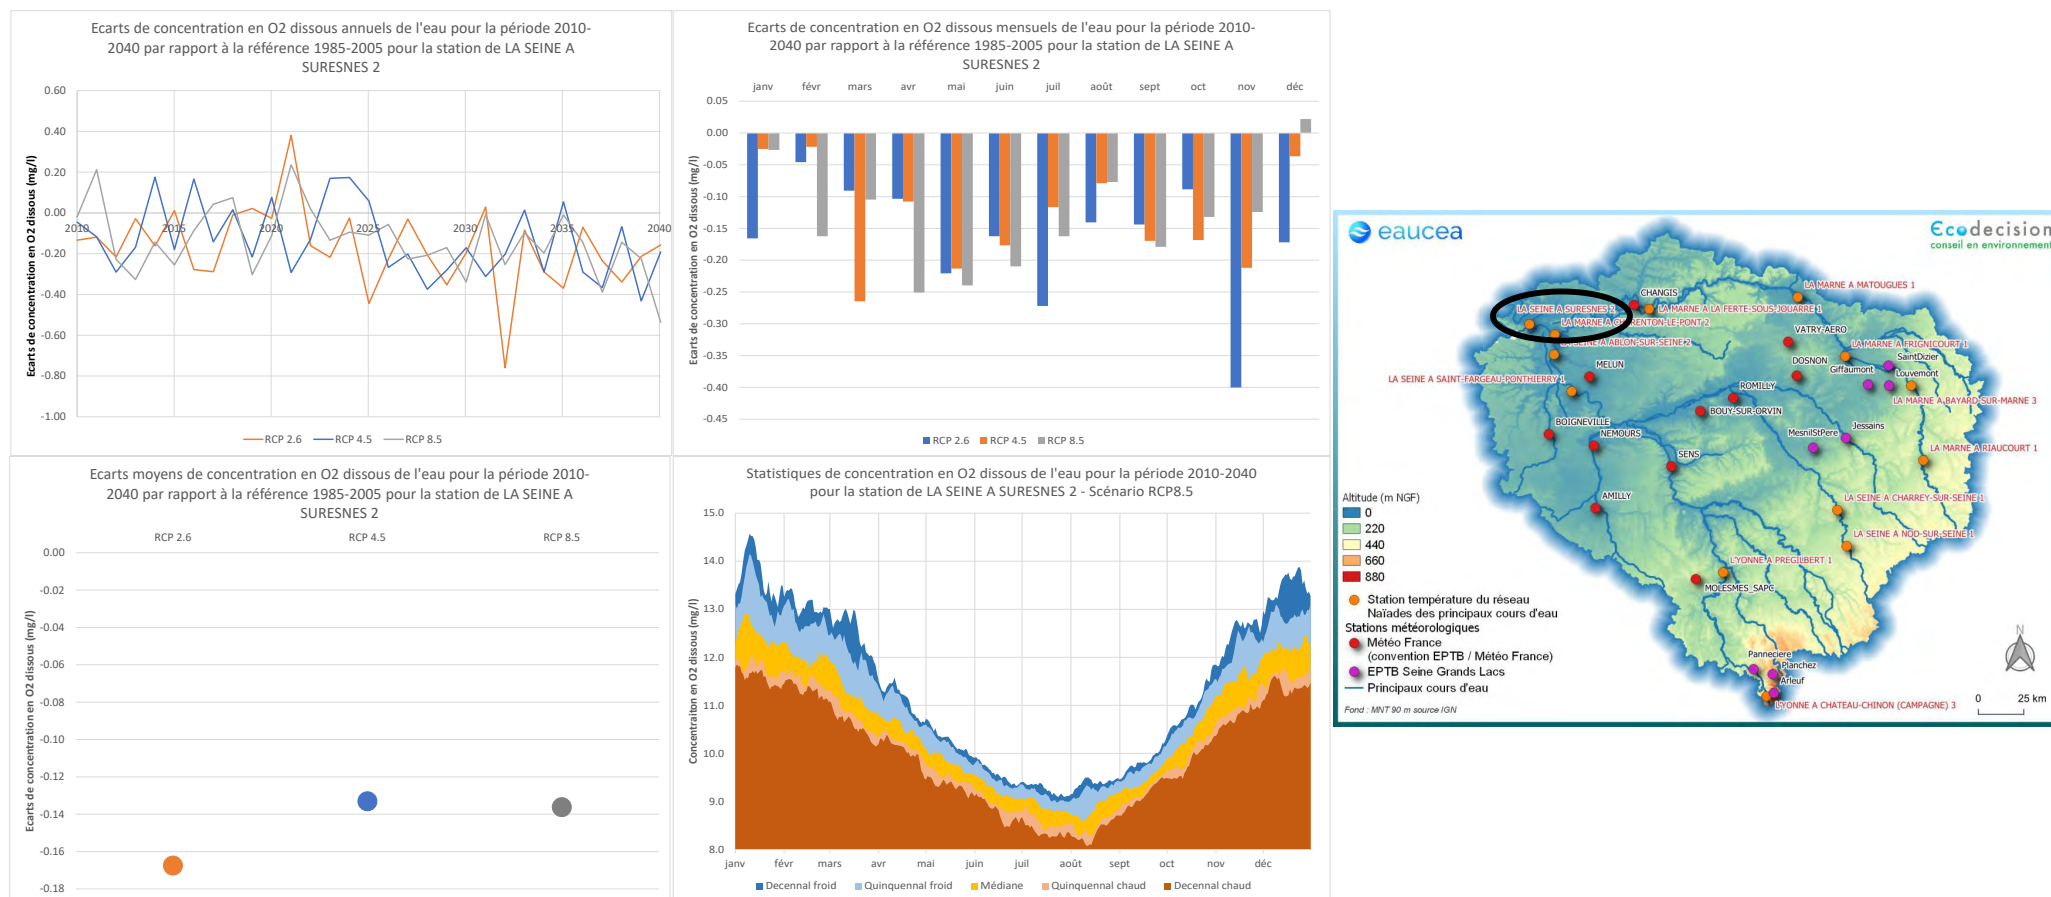 Ecarts de concentration en O2 dissous annuels de l'eau pour la période 2010-
2040 par rapport à la référence 1985-2005 pour la station de LA SEINE A
SURESNES 2
0.60
0.40
0.20
0.00
-0.20
-0.40
-0.60
-0.80
-1.00
2010
2015
2020
2025
2030
2035
2040
Ecarts de concentration en O2 dissous (mg/l)
RCP 2.6
RCP 4.5
RCP 8.5
Ecarts de concentration en O2 dissous mensuels de l'eau pour la période 2010-
2040 par rapport à la référence 1985-2005 pour la station de LA SEINE A
SURESNES 2
janv
févr
mars
avr
mai
juin
juil
août
sept
oct
nov
déc
0.05
0.00
-0.05
-0.10
-0.15
-0.20
-0.25
-0.30
-0.35
-0.40
-0.45
Ecarts de concentration en O2 dissous (mg/l)
RCP 2.6
RCP 4.5
RCP 8.5
Ecarts moyens de concentration en O2 dissous de l'eau pour la période 2010-
2040 par rapport à la référence 1985-2005 pour la station de LA SEINE A
SURESNES 2
RCP 2.6
RCP 4.5
RCP 8.5
0.00
-0.02
-0.04
-0.06
-0.08
-0.10
-0.12
-0.14
-0.16
-0.18
Ecarts de concentration en O2 dissous (mg/l)
Statistiques de concentration en O2 dissous de l'eau pour la période 2010-2040
pour la station de LA SEINE A SURESNES 2 - Scénario RCP8.5
15.0
14.0
13.0
12.0
11.0
10.0
9.0
8.0
Concentraiton en O2 dissous (mg/l)
janv
févr
mars
avr
mai
juin
juil
août
sept
oct
nov
déc
Decennal froid
Quinquennal froid
Médiane
Quinquennal chaud
Decennal chaud
eaucea
Ecodecision
conseil en environnement
LA MARNE A MATOUGUES 1
CHANGIS
LA SEINE A SURESNES 2
LA MARNE A LA FERTE-SOUS-JOUARRE 1
LA MARNE A CHARENTON-LE-PONT 2
VATRY-AERO
LA SEINE A ABLON-SUR-SEINE 2
LA MARNE A FRIGNICOURT 1
SaintDizier
MELUN
DOSNON
Giffaumont
Louvemont
LA SEINE A SAINT-FARGEAU-PONTHIERRY 1
ROMILLY
LA MARNE A BAYARD-SUR-MARNE 3
BOUY-SUR-ORVIN
BOIGNEVILLE
NEMOURS
MesnilStPere
Jessains
LA MARNE A RIAUCOURT 1
SENS
AMILLY
LA SEINE A CHARREY-SUR-SEINE 1
LA SEINE A NOD-SUR-SEINE 1
L'YONNE A PREGILBERT 1
MOLESMES_SAPC
Panneciere
Planchez
Arleuf
L'YONNE A CHATEAU-CHINON (CAMPAGNE) 3
Altitude (m NGF)
0
220
440
660
880
Station température du réseau
Naïades des principaux cours d'eau
Stations météorologiques
Météo France
(convention EPTB / Météo France)
EPTB Seine Grands Lacs
Principaux cours d'eau
Fond : MNT 90 m source IGN
N
0
25 km